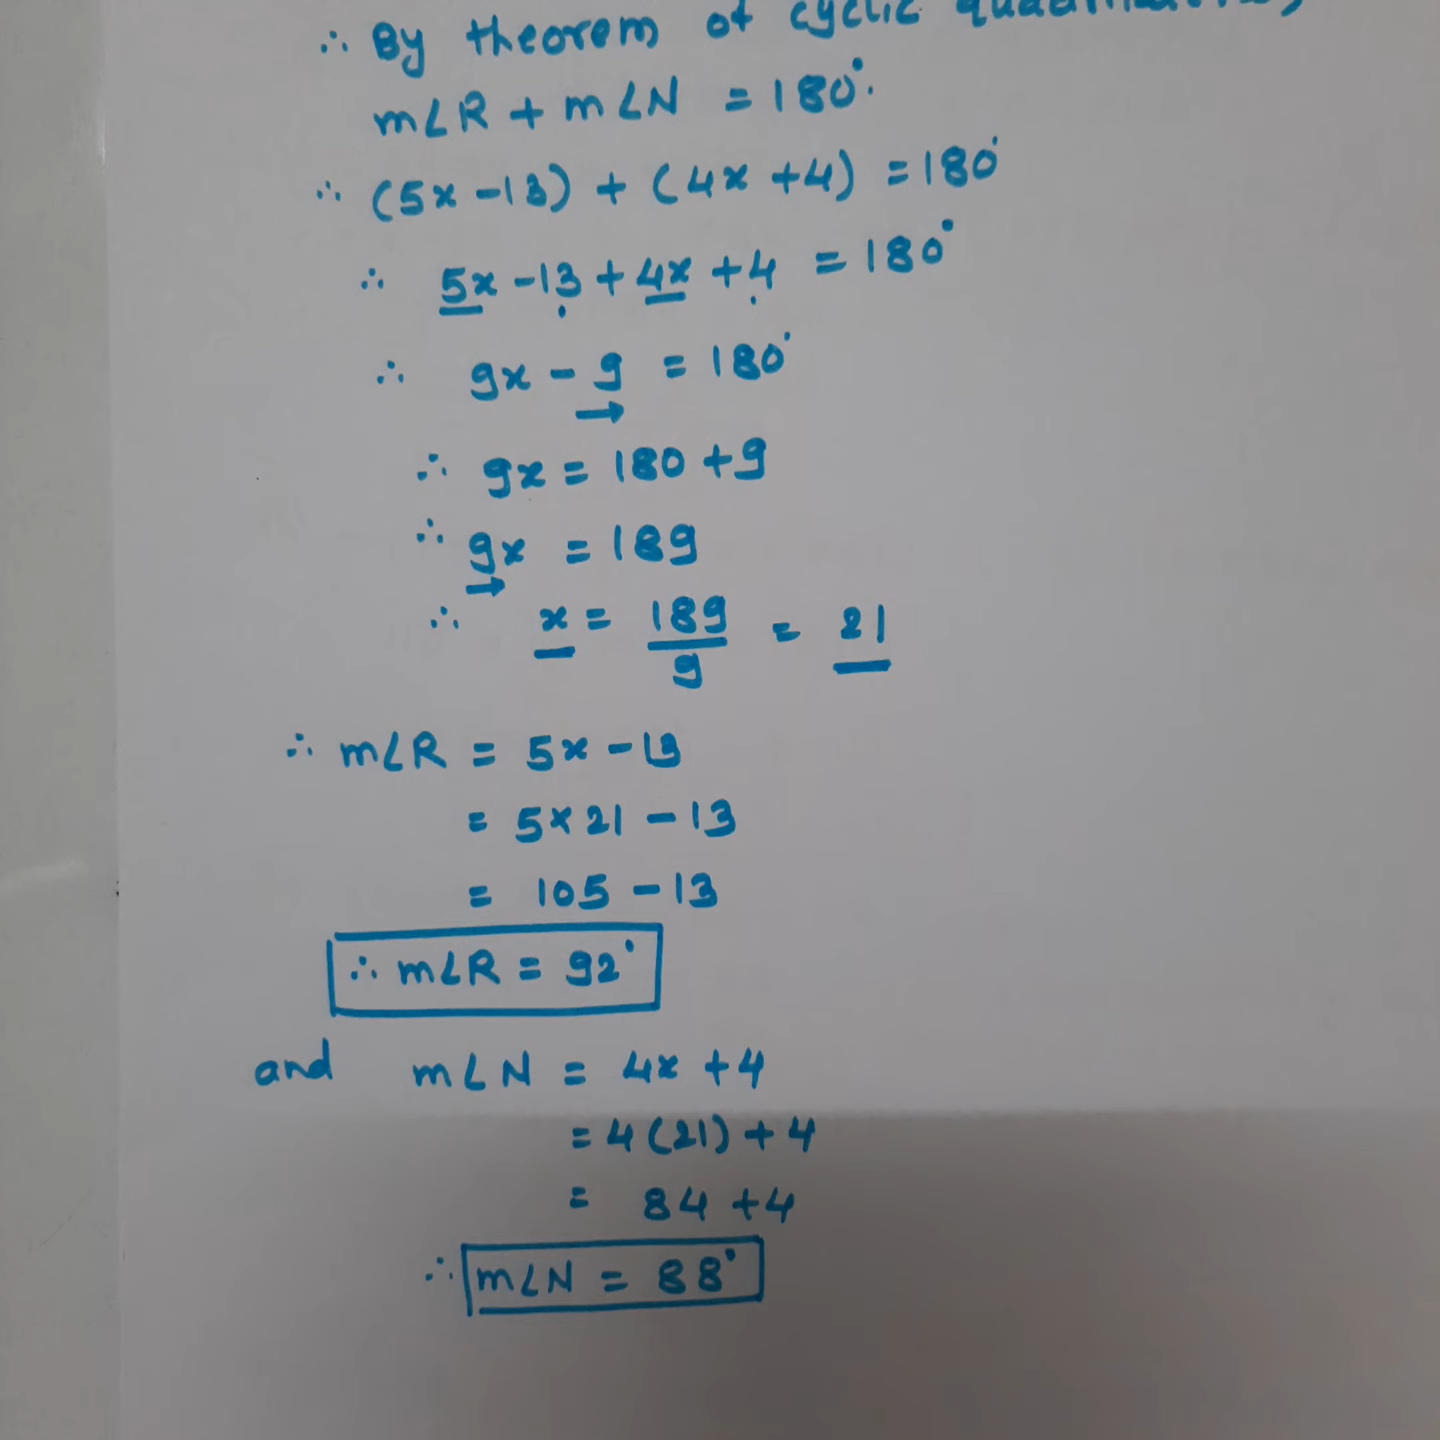 ∴ By theorem of cyclic
m∠R + m∠N = 180°.
∴ (5x -13) + (4x +4) = 180°
∴ 5x -13 + 4x + 4 = 180°
∴ 9x - 9 = 180°
∴ 9x = 180 + 9
∴ 9x = 189
∴ x = 189/9 = 21
∴ m∠R = 5x - 13
= 5×21 - 13
= 105 - 13
∴ m∠R = 92°
and m∠N = 4x + 4
= 4(21) + 4
= 84 + 4
∴ m∠N = 88°